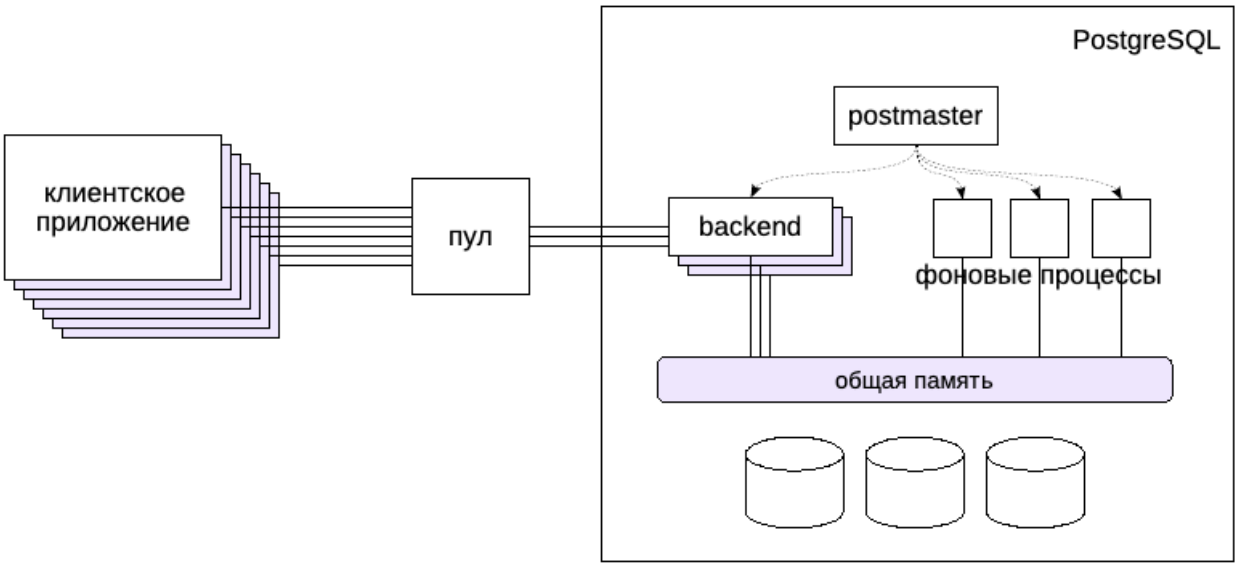 PostgreSQL
postmaster
клиентское
приложение
пул
backend
фоновые процессы
общая память